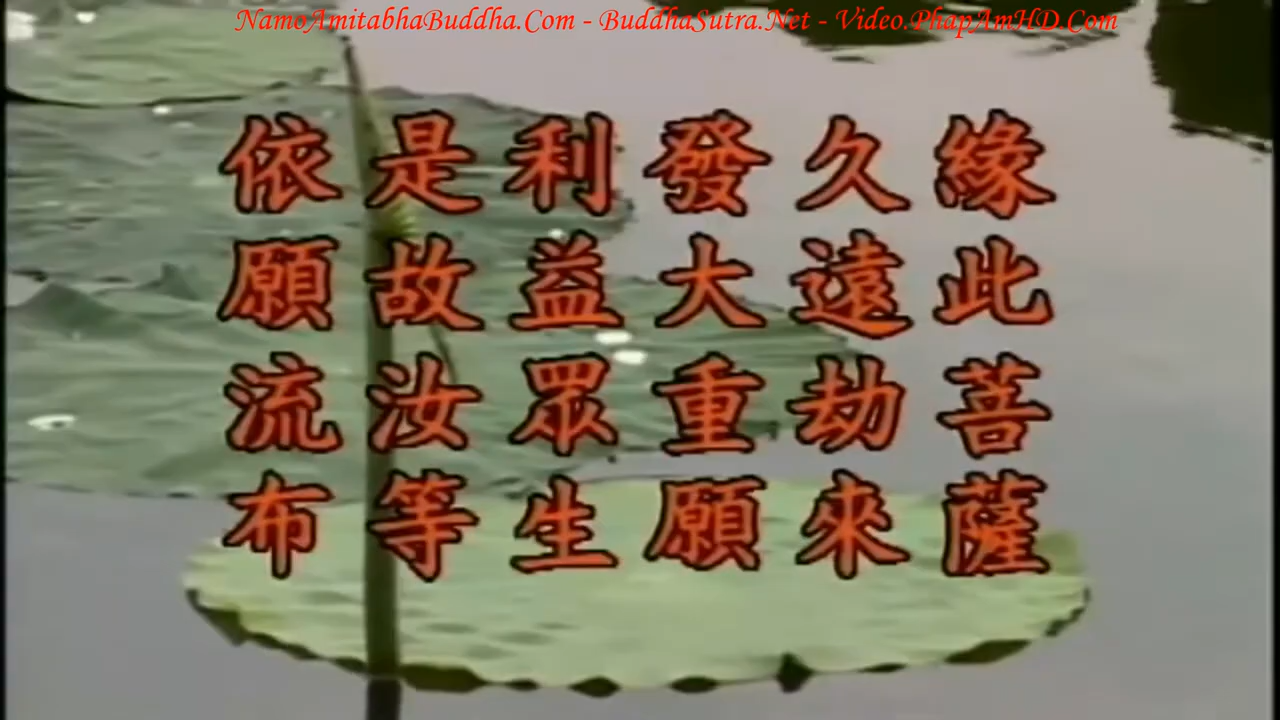 NamoAmitabhaBuddha.Com - BuddhaSutra.Net - Video.PhapAmHD.Com
緣此菩薩
久遠劫來
發大重願
利益眾生
是故汝等
依願流布